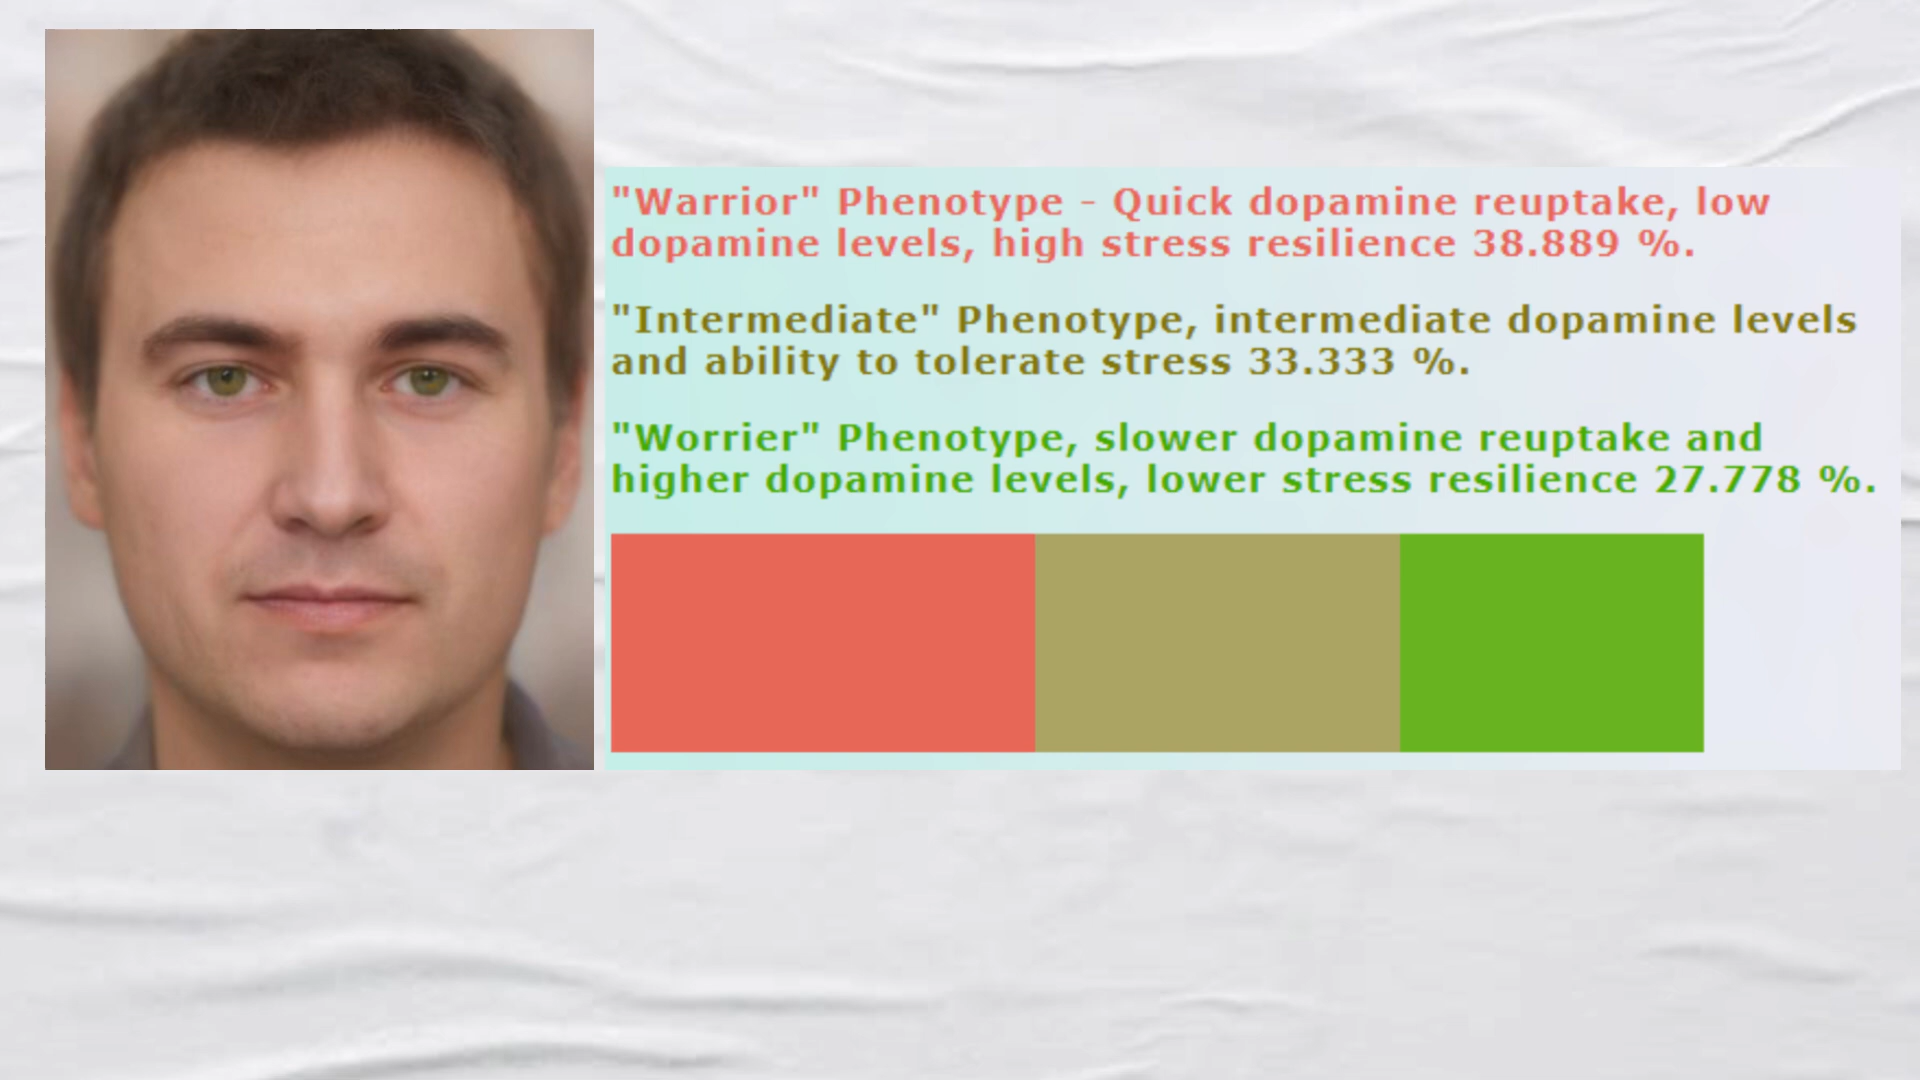 "Warrior" Phenotype - Quick dopamine reuptake, low
dopamine levels, high stress resilience 38.889 %.
"Intermediate" Phenotype, intermediate dopamine levels
and ability to tolerate stress 33.333 %.
"Worrier" Phenotype, slower dopamine reuptake and
higher dopamine levels, lower stress resilience 27.778 %.